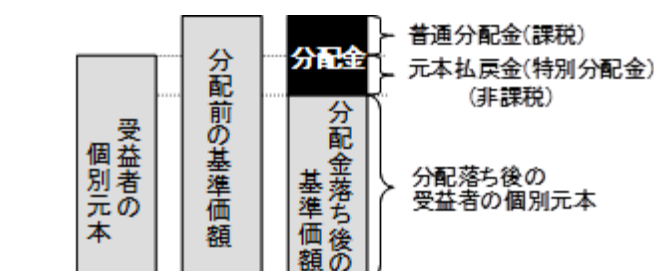 受益者の
個別元本
分配前の基準価額
分配金
分配金落ち後の
基準価額
普通分配金(課税)
元本払戻金(特別分配金)
(非課税)
分配落ち後の
受益者の個別元本